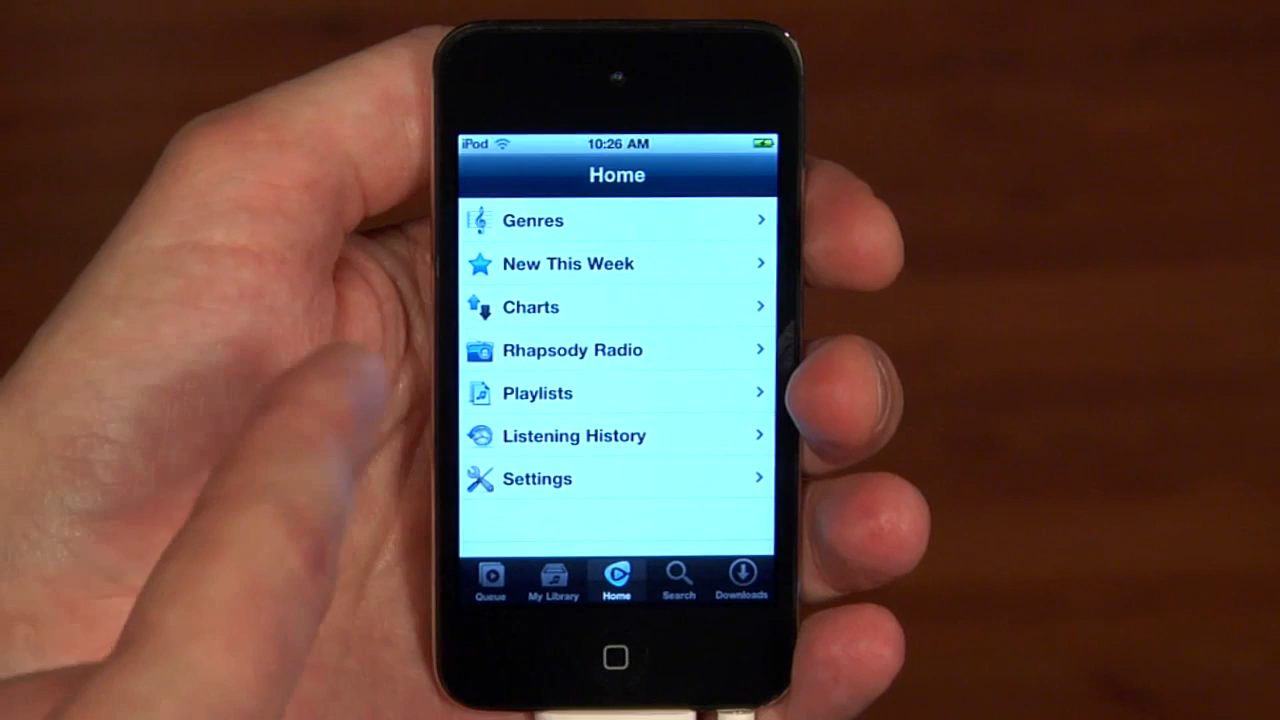 iPod 10:26 AM
Home
Genres
New This Week
Charts
Rhapsody Radio
Playlists
Listening History
Settings
Queue My Library Home Search Downloads